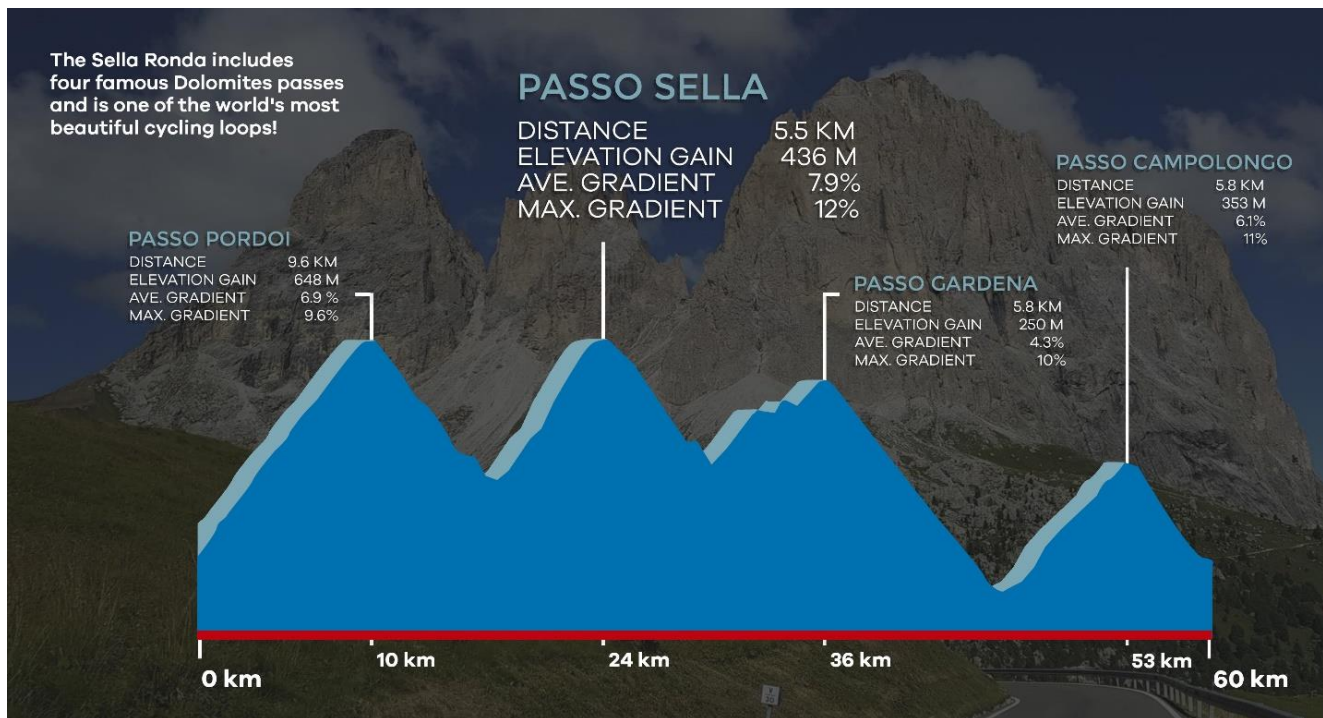 The Sella Ronda includes
four famous Dolomites passes
and is one of the world's most
beautiful cycling loops!
PASSO SELLA
DISTANCE 5.5 KM
ELEVATION GAIN 436 M
AVE. GRADIENT 7.9%
MAX. GRADIENT 12%
PASSO CAMPOLONGO
DISTANCE 5.8 KM
ELEVATION GAIN 353 M
AVE. GRADIENT 6.1%
MAX. GRADIENT 11%
PASSO PORDOI
DISTANCE 9.6 KM
ELEVATION GAIN 648 M
AVE. GRADIENT 6.9 %
MAX. GRADIENT 9.6%
PASSO GARDENA
DISTANCE 5.8 KM
ELEVATION GAIN 250 M
AVE. GRADIENT 4.3%
MAX. GRADIENT 10%
0 km
10 km
24 km
36 km
53 km
60 km